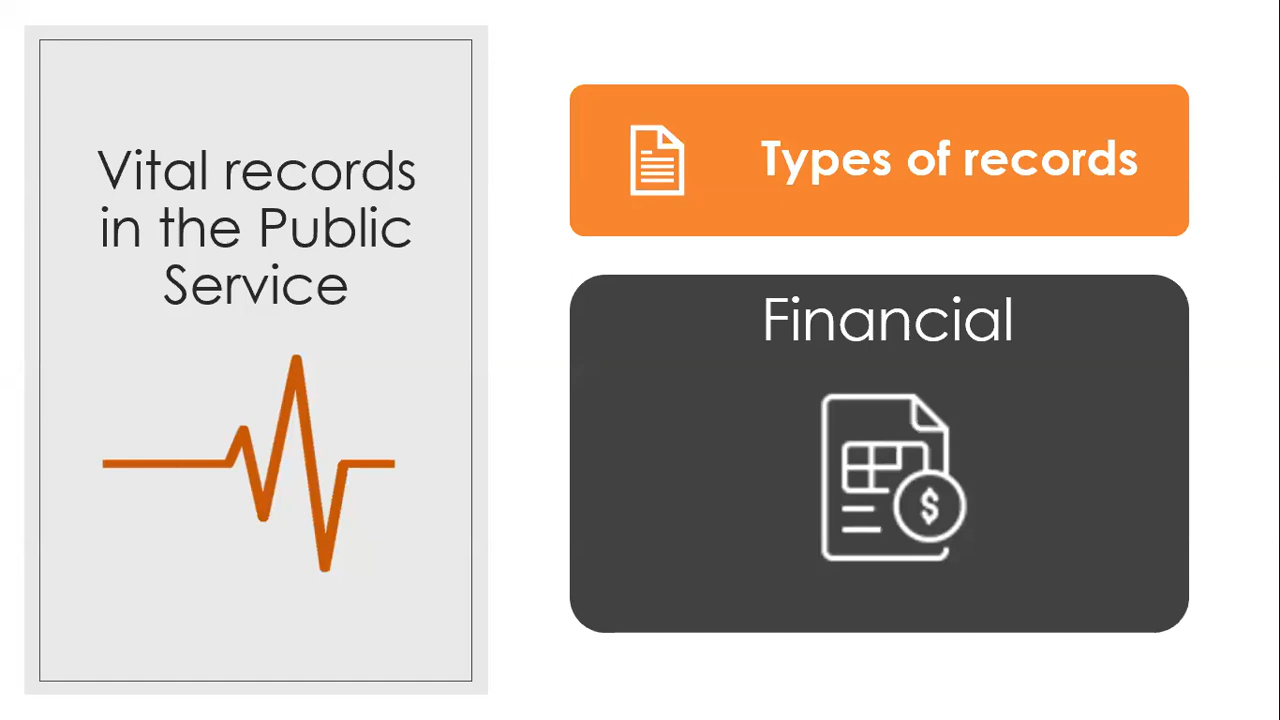 Vital records
in the Public
Service
Types of records
Financial
$